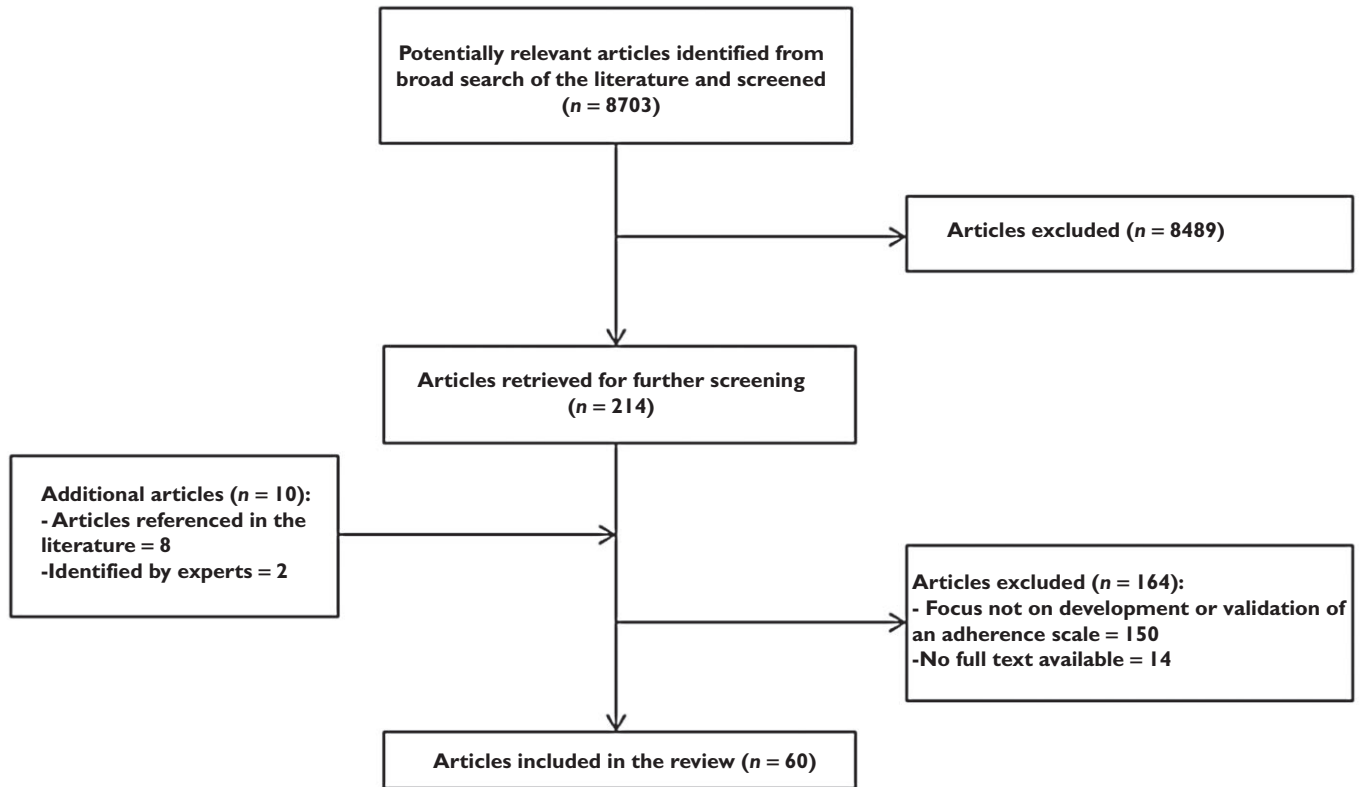 Potentially relevant articles identified from
broad search of the literature and screened
(n = 8703)
Articles excluded (n = 8489)
Articles retrieved for further screening
(n = 214)
Additional articles (n = 10):
- Articles referenced in the
literature = 8
-Identified by experts = 2
Articles excluded (n = 164):
- Focus not on development or validation of
an adherence scale = 150
-No full text available = 14
Articles included in the review (n = 60)